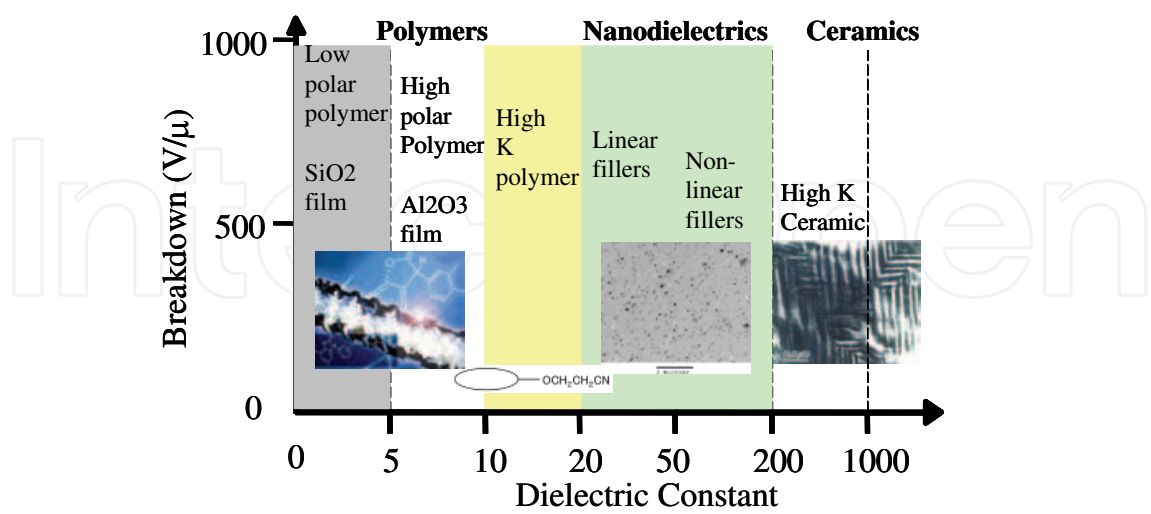 Polymers
Nanodielectrics
Ceramics
1000
500
0
Breakdown (V/μ)
Low
polar
polymer
SiO2
film
High
polar
Polymer
Al2O3
film
High
K
polymer
Linear
fillers
Non-
linear
fillers
High K
Ceramic
OCH₂CH₂CN
0 5 10 20 50 200 1000
Dielectric Constant